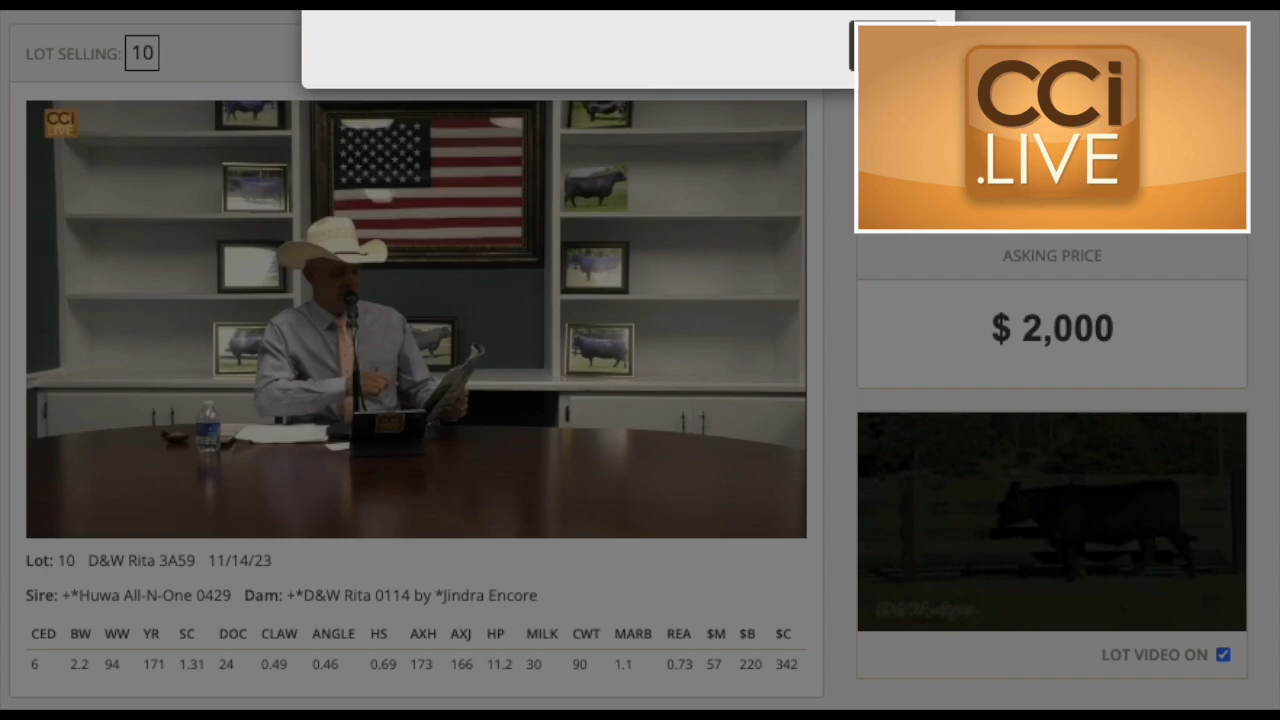 LOT SELLING: 10
CCi
LIVE
CCi
.LIVE
ASKING PRICE
$ 2,000
Lot: 10 D&W Rita 3A59 11/14/23
Sire: +*Huwa All-N-One 0429 Dam: +*D&W Rita 0114 by *Jindra Encore
CED BW WW YR SC DOC CLAW ANGLE HS AXH AXJ HP MILK CWT MARB REA $M $B $C
6 2.2 94 171 1.31 24 0.49 0.46 0.69 173 166 11.2 30 90 1.1 0.73 57 220 342
LOT VIDEO ON